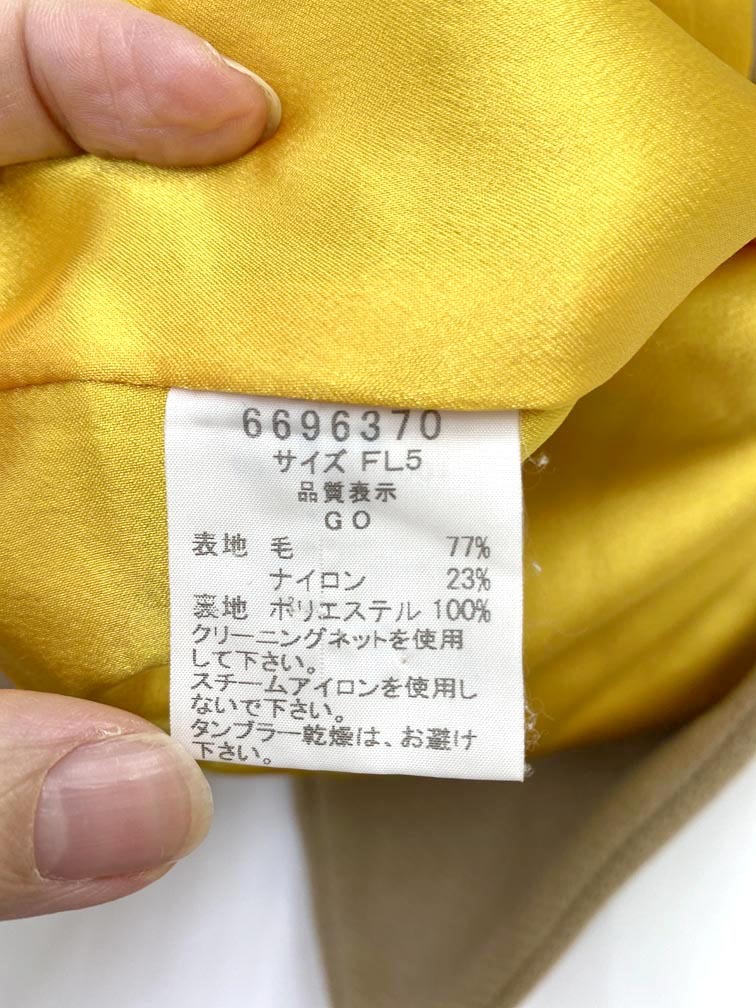 6696370
サイズ FL5
品質表示
GO
表地 毛 77%
ナイロン 23%
裏地 ポリエステル 100%
クリーニングネットを使用
して下さい。
スチームアイロンを使用し
ないで下さい。
タンブラー乾燥は、お避け
下さい。